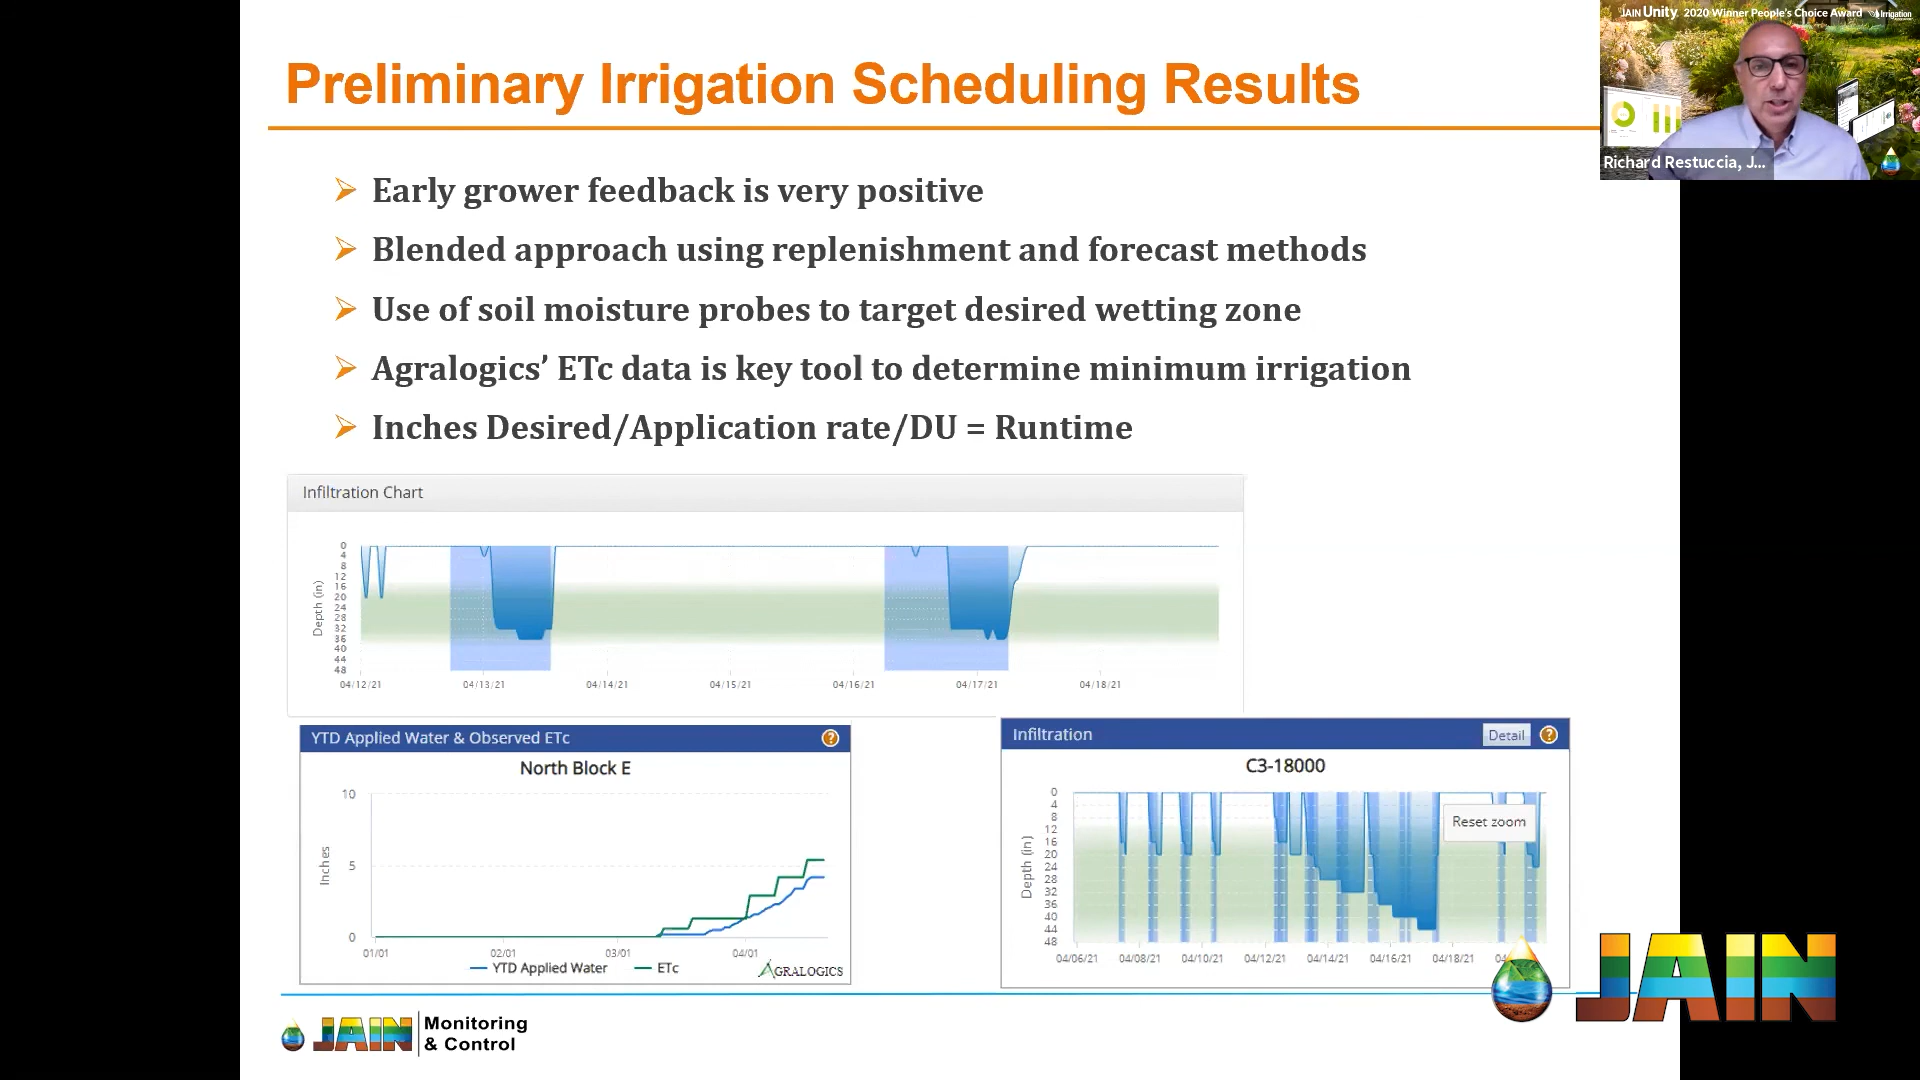 JAIN Unity. 2020 Winner People's Choice Award
Richard Restuccia, J...
Preliminary Irrigation Scheduling Results
Early grower feedback is very positive
Blended approach using replenishment and forecast methods
Use of soil moisture probes to target desired wetting zone
Agralogics’ ETc data is key tool to determine minimum irrigation
Inches Desired/Application rate/DU = Runtime
Infiltration Chart
Depth (in)
0
4
8
12
16
20
24
28
32
36
40
44
48
04/12/21 04/13/21 04/14/21 04/15/21 04/16/21 04/17/21 04/18/21
YTD Applied Water & Observed ETc ?
North Block E
Inches
10
5
0
01/01 02/01 03/01 04/01
YTD Applied Water ETc
AGRALOGICS
Infiltration Detail ?
C3-18000
Reset zoom
Depth (in)
0
4
8
12
16
20
24
28
32
36
40
44
48
04/06/21 04/08/21 04/10/21 04/12/21 04/14/21 04/16/21 04/18/21
JAIN
JAIN Monitoring
& Control